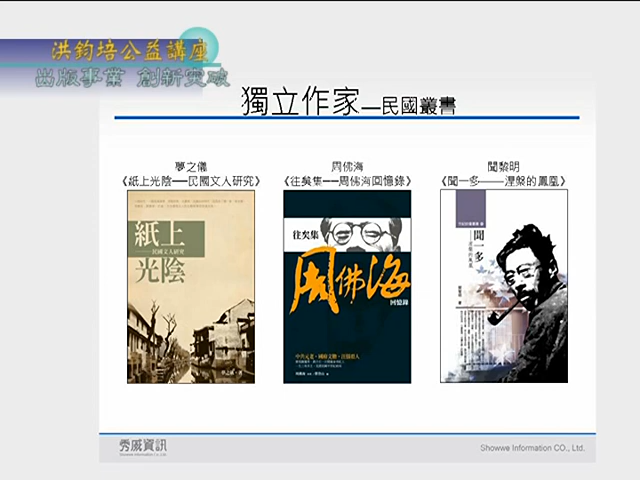 洪鈞培公益講座
出版事業 創新突破
獨立作家—民國叢書
夢之儀
《紙上光陰──民國文人研究》
周佛海
《往矣集──周佛海回憶錄》
聞黎明
《聞一多───涅槃的鳳凰》
紙上
民國文人研究
光陰
往矣集
周佛海
回憶錄
聞一多
涅槃的鳳凰
秀威資訊
Showwe Information CO., Ltd.